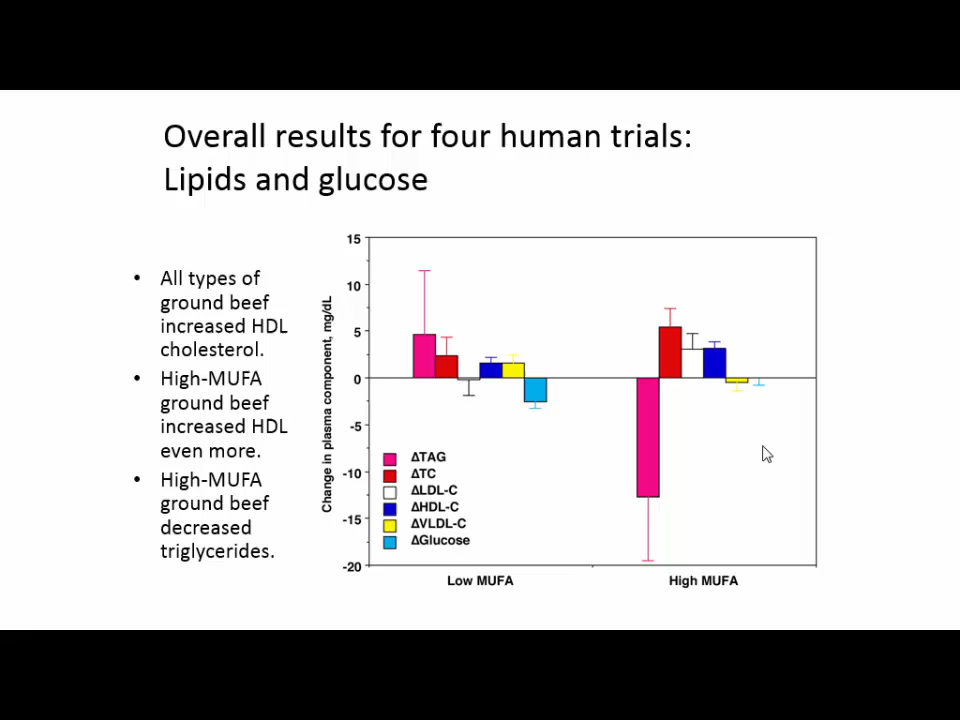 Overall results for four human trials:
Lipids and glucose
• All types of
ground beef
increased HDL
cholesterol.
• High-MUFA
ground beef
increased HDL
even more.
• High-MUFA
ground beef
decreased
triglycerides.
Change in plasma component, mg/dL
15
10
5
0
-5
-10
-15
-20
ΔTAG
ΔTC
ΔLDL-C
ΔHDL-C
ΔVLDL-C
ΔGlucose
Low MUFA
High MUFA